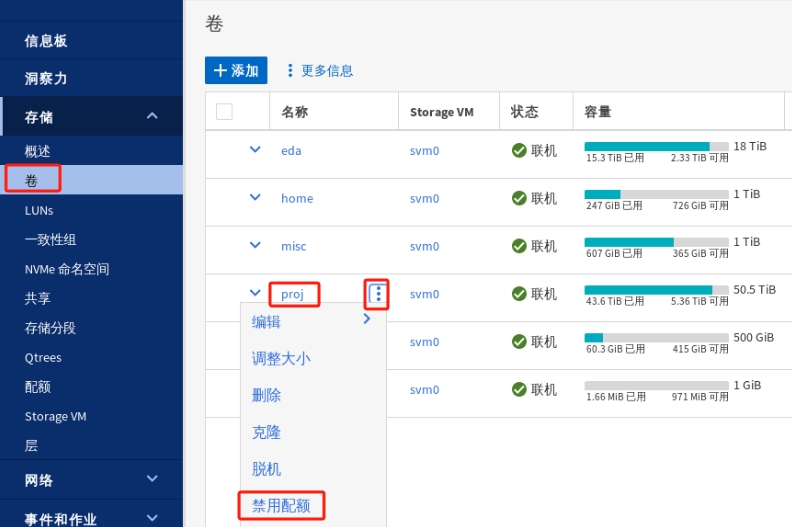 卷
信息板
洞察力
存储
概述
卷
LUNs
一致性组
NVMe 命名空间
共享
存储分段
Qtrees
配额
Storage VM
层
网络
事件和作业
添加 更多信息
名称 Storage VM 状态 容量
eda svm0 联机 18 TiB
15.3 TiB 已用 2.33 TiB 可用
home svm0 联机 1 TiB
247 GiB 已用 726 GiB 可用
misc svm0 联机 1 TiB
607 GiB 已用 365 GiB 可用
proj svm0 联机 50.5 TiB
43.6 TiB 已用 5.36 TiB 可用
svm0 联机 500 GiB
60.3 GiB 已用 415 GiB 可用
svm0 联机 1 GiB
1.66 MiB 已用 971 MiB 可用
编辑
调整大小
删除
克隆
脱机
禁用配额